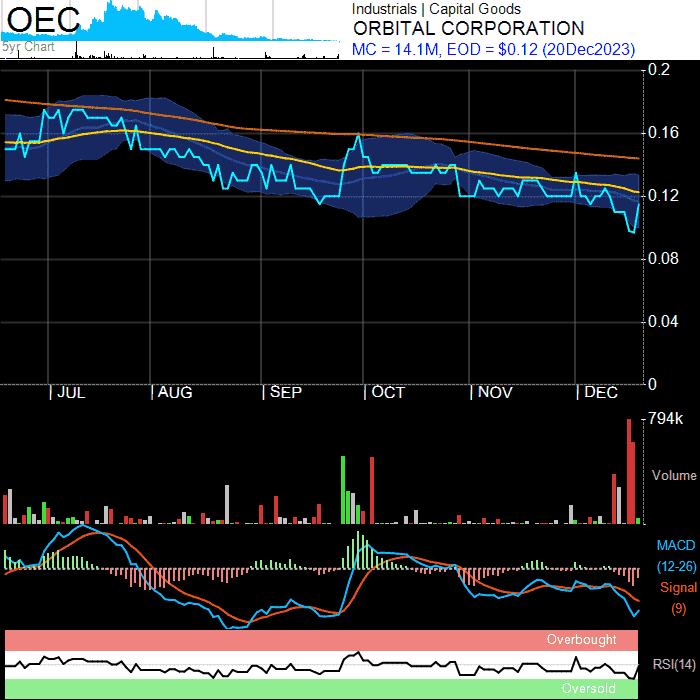 OEC
5yr Chart
Industrials | Capital Goods
ORBITAL CORPORATION
MC = 14.1M, EOD = $0.12 (20Dec2023)
0.2
0.16
0.12
0.08
0.04
0
| JUL | AUG | SEP | OCT | NOV | DEC
794k
Volume
MACD
(12-26)
Signal
(9)
Overbought
RSI(14)
Oversold